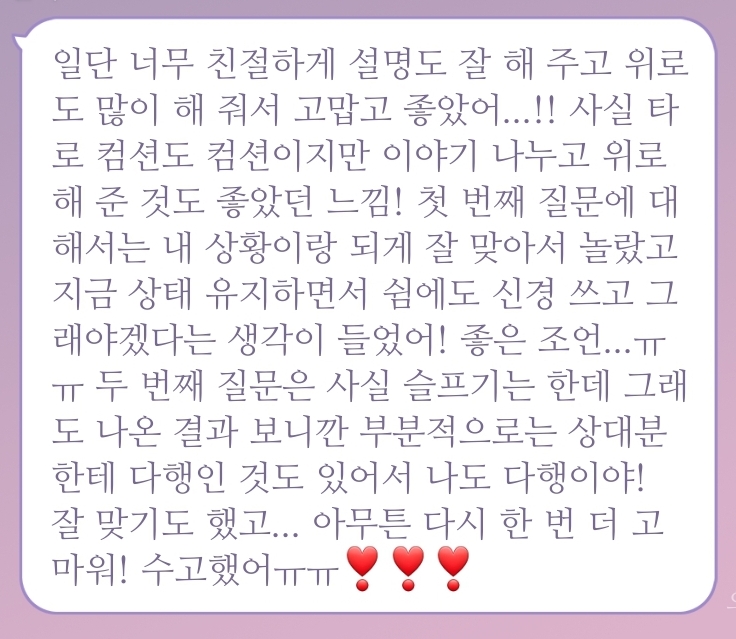 일단 너무 친절하게 설명도 잘 해 주고 위로
도 많이 해 줘서 고맙고 좋았어...!! 사실 타
로 컴션도 컴션이지만 이야기 나누고 위로
해 준 것도 좋았던 느낌! 첫 번째 질문에 대
해서는 내 상황이랑 되게 잘 맞아서 놀랐고
지금 상태 유지하면서 쉼에도 신경 쓰고 그
래야겠다는 생각이 들었어! 좋은 조언...ㅠ
ㅠ 두 번째 질문은 사실 슬프기는 한데 그래
도 나온 결과 보니깐 부분적으로는 상대분
한테 다행인 것도 있어서 나도 다행이야!
잘 맞기도 했고... 아무튼 다시 한 번 더 고
마워! 수고했어ㅠㅠ❣️❣️❣️